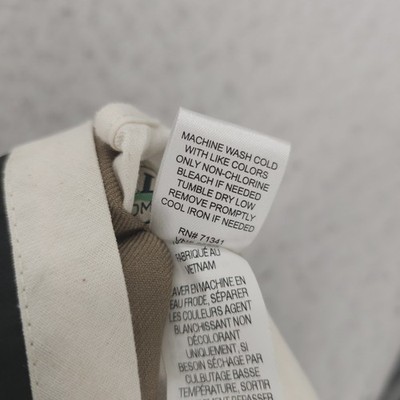 MACHINE WASH COLD
WITH LIKE COLORS
ONLY NON-CHLORINE
BLEACH IF NEEDED
TUMBLE DRY LOW
REMOVE PROMPTLY
COOL IRON IF NEEDED
RN# 71341
FABRIQUÉ AU
VIETNAM
LAVER EN MACHINE EN
EAU FROIDE, SÉPARER
LES COULEURS AGENT
BLANCHISSANT NON
DÉCOLORANT
UNIQUEMENT, SI
BESOIN SÉCHAGE PAR
CULBUTAGE BASSE
TEMPÉRATURE, SORTIR